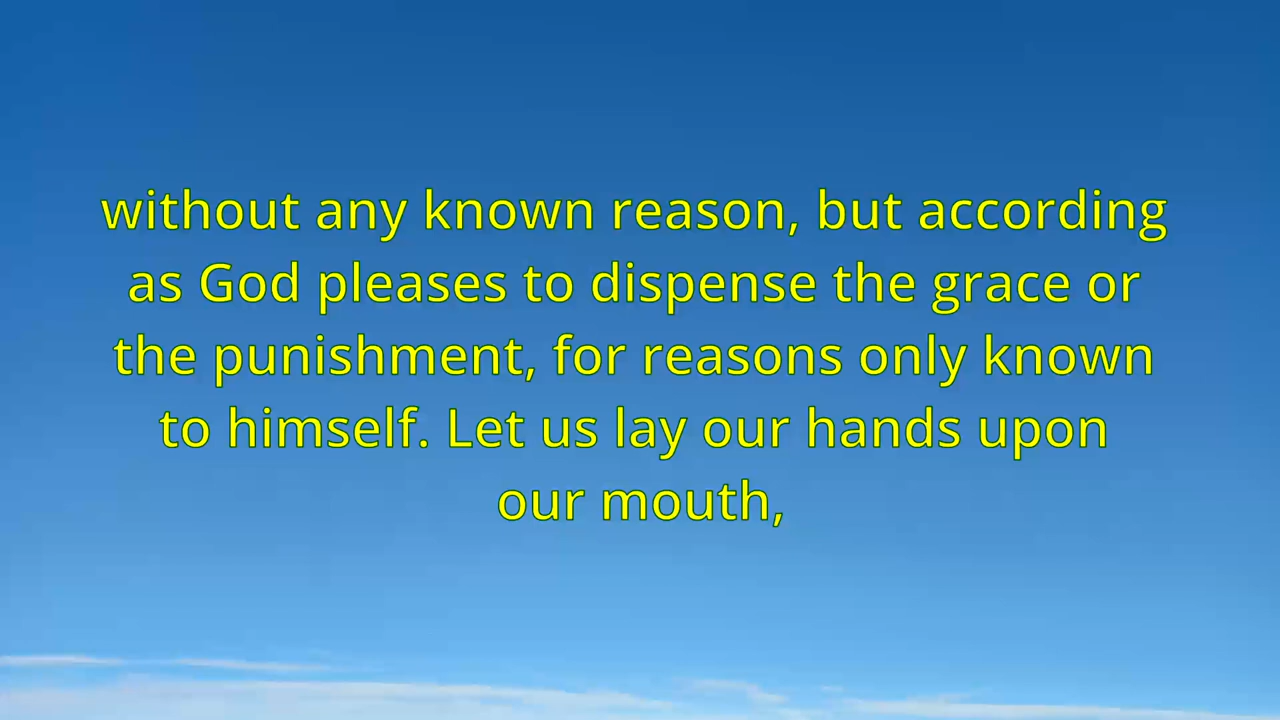 without any known reason, but according
as God pleases to dispense the grace or
the punishment, for reasons only known
to himself. Let us lay our hands upon
our mouth,